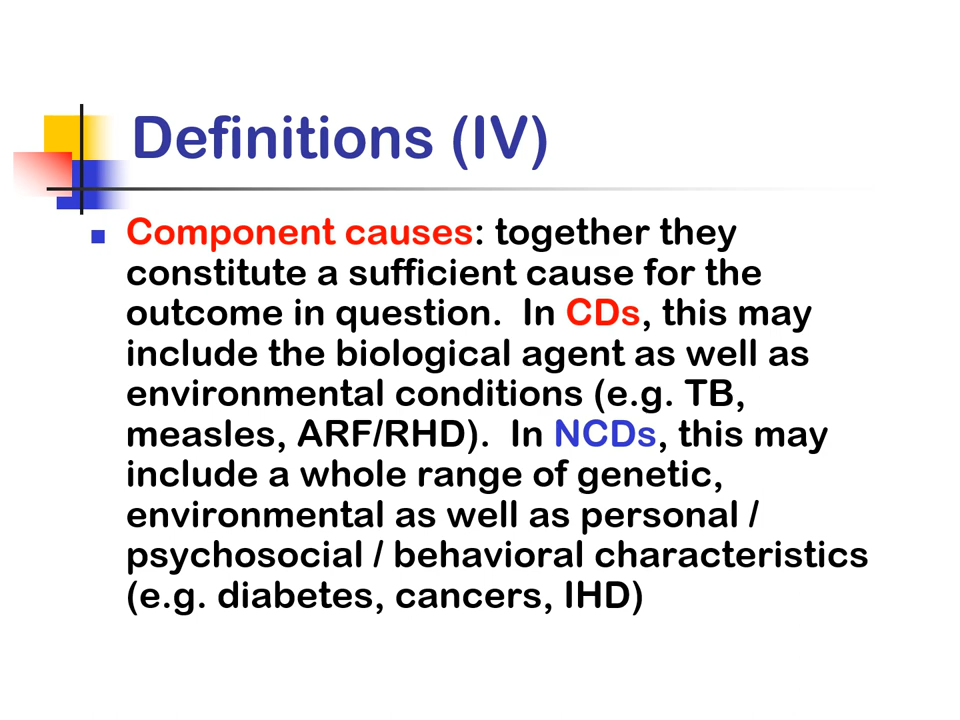 Definitions (IV)
Component causes: together they
constitute a sufficient cause for the
outcome in question.  In CDs, this may
include the biological agent as well as
environmental conditions (e.g. TB,
measles, ARF/RHD).  In NCDs, this may
include a whole range of genetic,
environmental as well as personal /
psychosocial / behavioral characteristics
(e.g. diabetes, cancers, IHD)